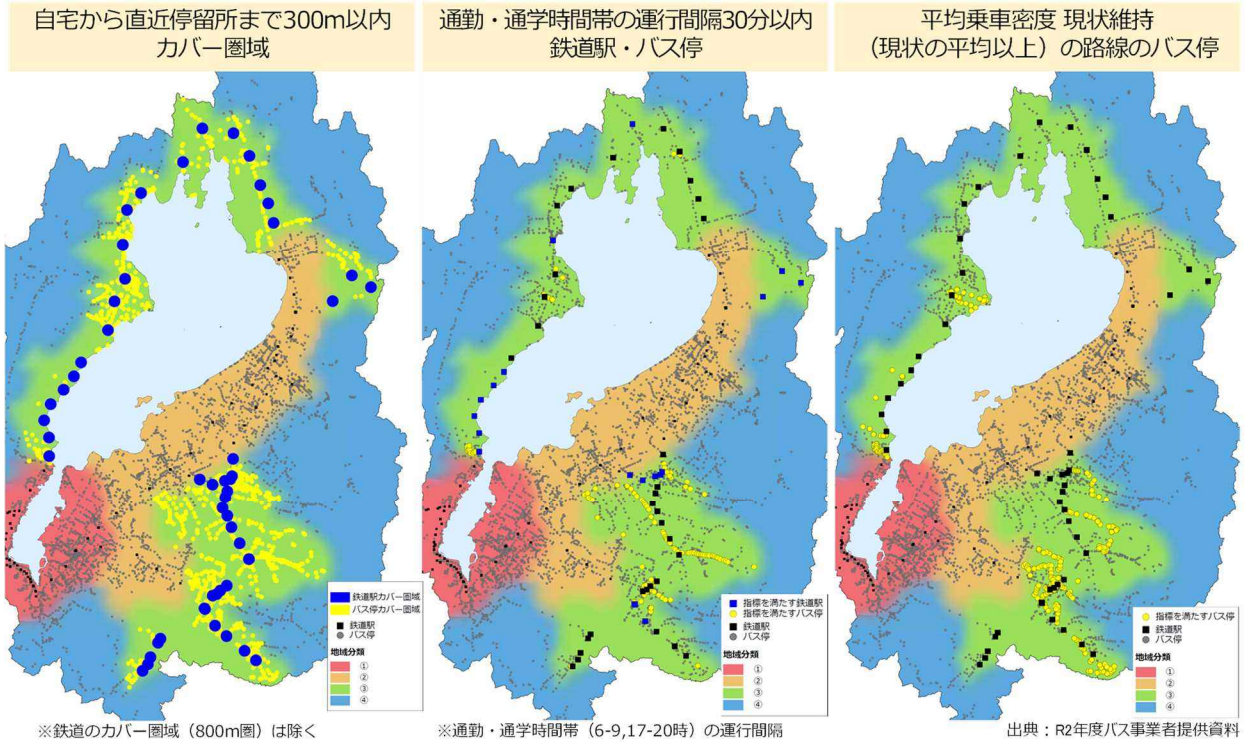 自宅から直近停留所まで300m以内
カバー圏域
鉄道駅カバー圏域
バス停カバー圏域
鉄道駅
バス停
地域分類
①
②
③
④
※鉄道のカバー圏域（800m圏）は除く
通勤・通学時間帯の運行間隔30分以内
鉄道駅・バス停
指標を満たす鉄道駅
指標を満たすバス停
鉄道駅
バス停
地域分類
①
②
③
④
※通勤・通学時間帯（6-9,17-20時）の運行間隔
平均乗車密度 現状維持
（現状の平均以上）の路線のバス停
指標を満たすバス停
鉄道駅
バス停
地域分類
①
②
③
④
出典：R2年度バス事業者提供資料